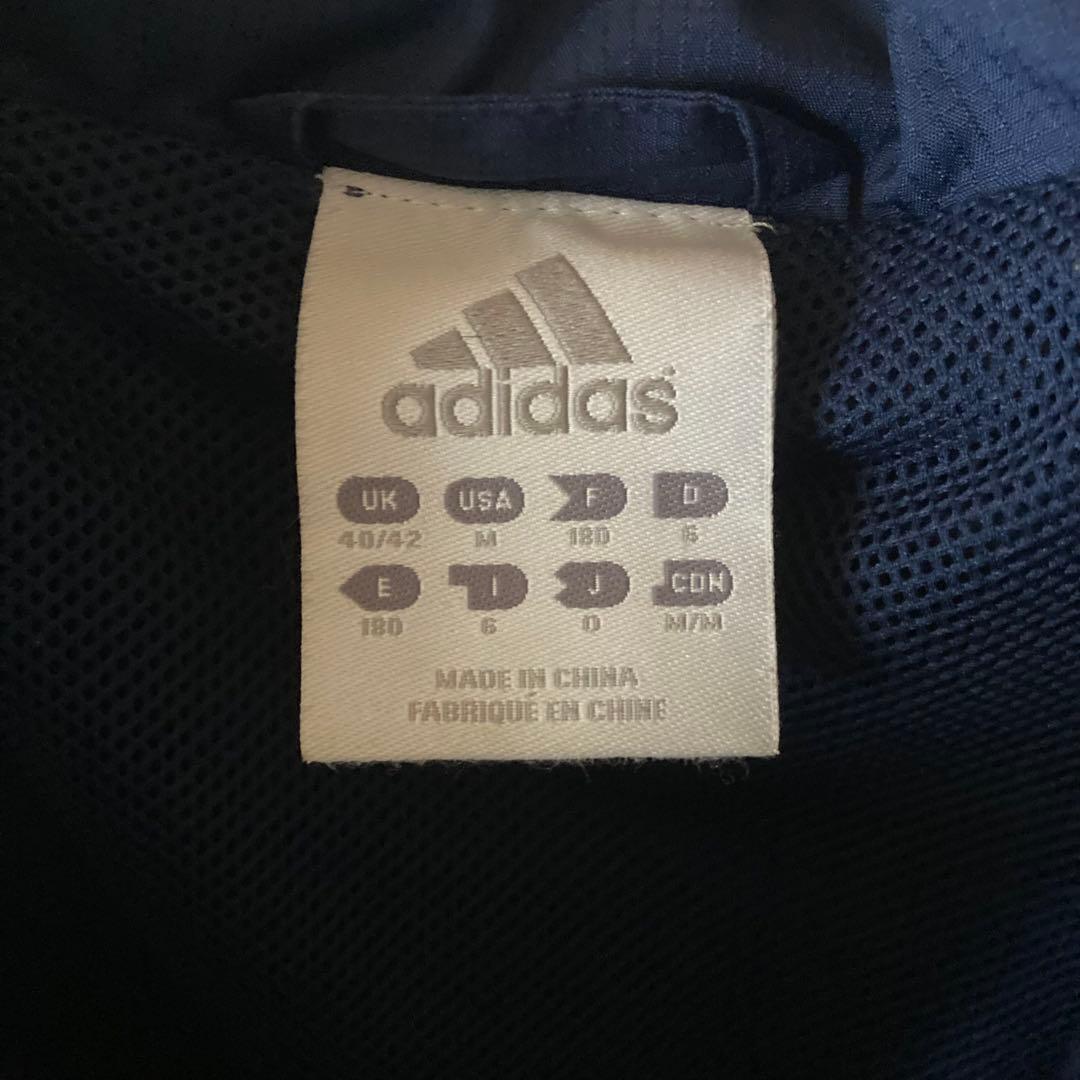 adidas
UK USA F D
40/42 M 180 6
E I J CDN
180 6 O M/M
MADE IN CHINA
FABRIQUÉ EN CHINE